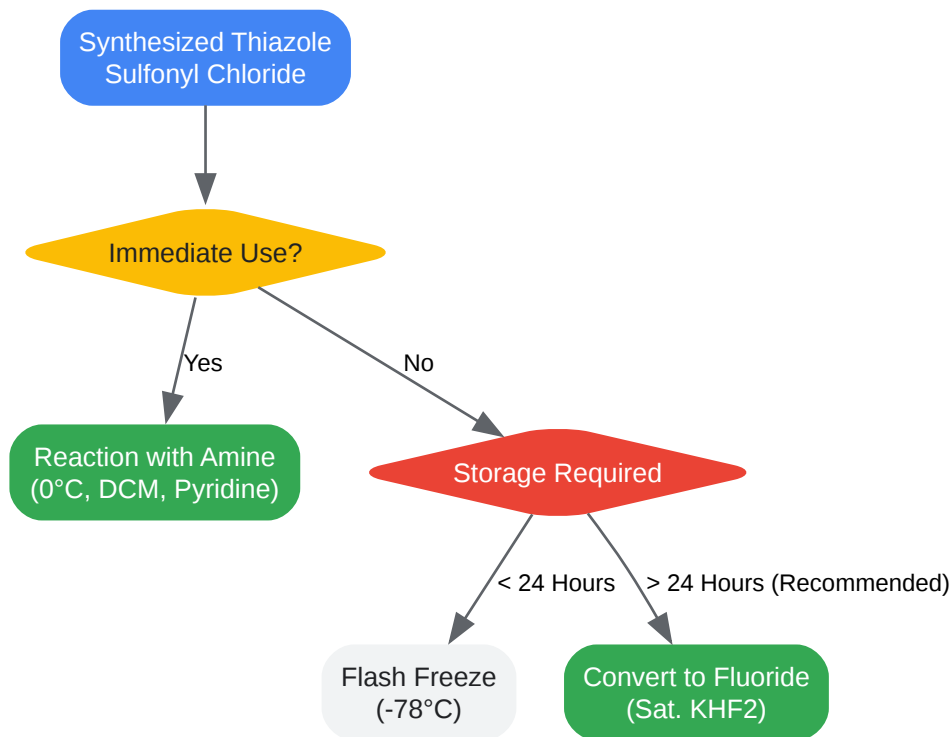 Synthesized Thiazole
Sulfonyl Chloride
Immediate Use?
Yes
No
Reaction with Amine
(0°C, DCM, Pyridine)
Storage Required
< 24 Hours
> 24 Hours (Recommended)
Flash Freeze
(-78°C)
Convert to Fluoride
(Sat. KHF2)